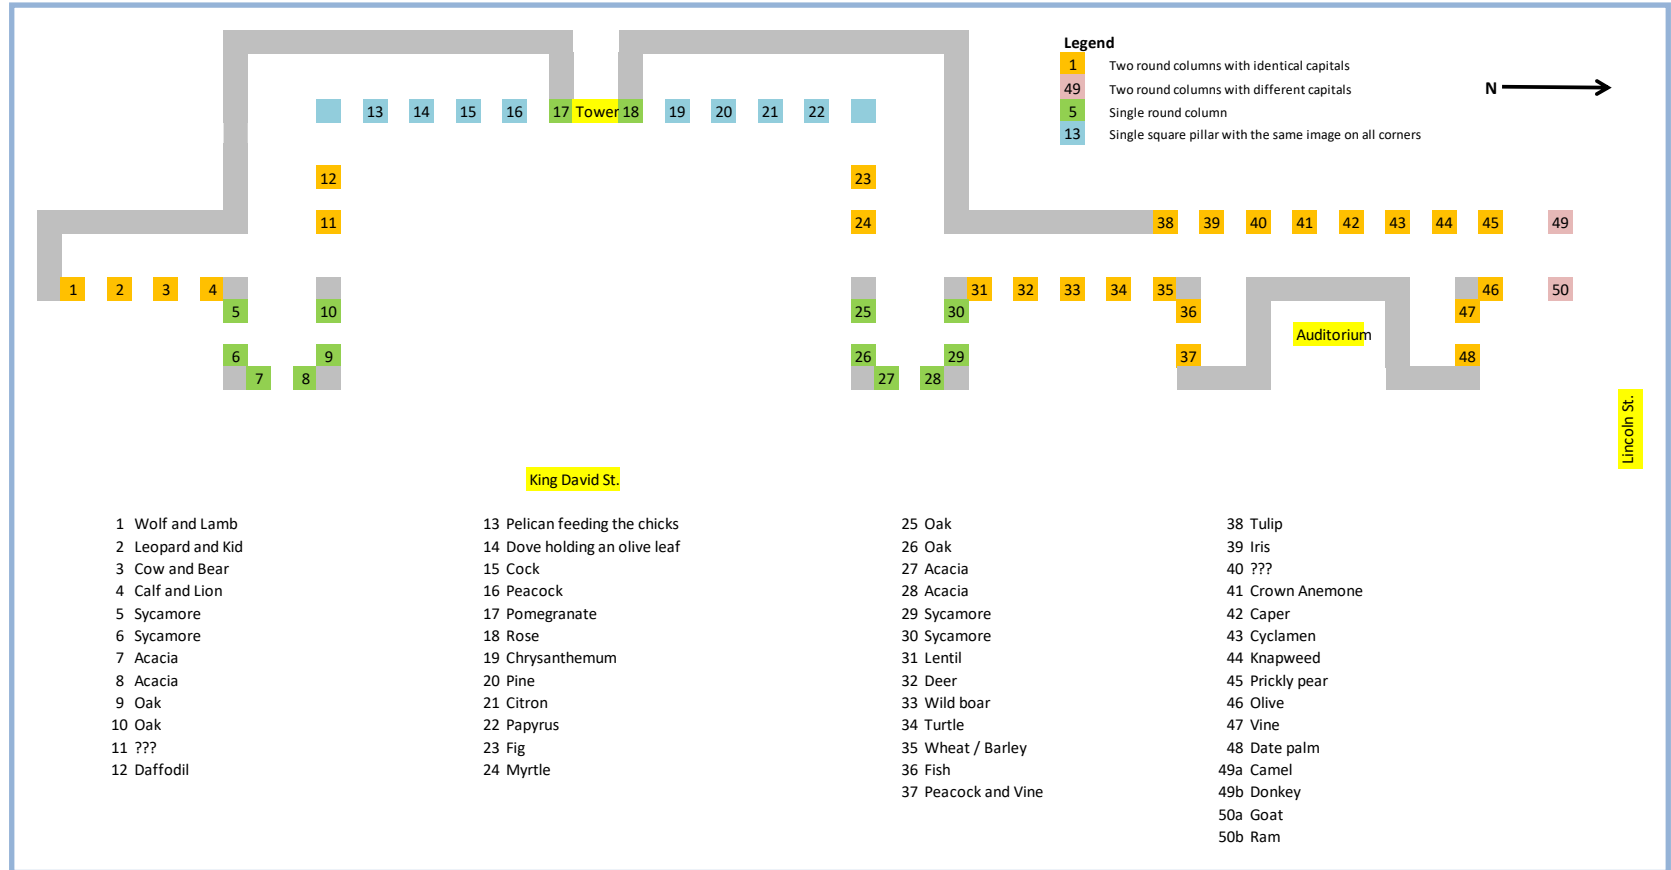 Legend
1 Two round columns with identical capitals
49 Two round columns with different capitals
5 Single round column
13 Single square pillar with the same image on all corners
N
13 14 15 16 17 Tower 18 19 20 21 22
12 23
11 24 38 39 40 41 42 43 44 45 49
1 2 3 4 31 32 33 34 35 46 50
5 10 25 30 36 47
Auditorium
6 9 26 29 37 48
7 8 27 28
Lincoln St.
King David St.
1 Wolf and Lamb
2 Leopard and Kid
3 Cow and Bear
4 Calf and Lion
5 Sycamore
6 Sycamore
7 Acacia
8 Acacia
9 Oak
10 Oak
11 ???
12 Daffodil
13 Pelican feeding the chicks
14 Dove holding an olive leaf
15 Cock
16 Peacock
17 Pomegranate
18 Rose
19 Chrysanthemum
20 Pine
21 Citron
22 Papyrus
23 Fig
24 Myrtle
25 Oak
26 Oak
27 Acacia
28 Acacia
29 Sycamore
30 Sycamore
31 Lentil
32 Deer
33 Wild boar
34 Turtle
35 Wheat / Barley
36 Fish
37 Peacock and Vine
38 Tulip
39 Iris
40 ???
41 Crown Anemone
42 Caper
43 Cyclamen
44 Knapweed
45 Prickly pear
46 Olive
47 Vine
48 Date palm
49a Camel
49b Donkey
50a Goat
50b Ram